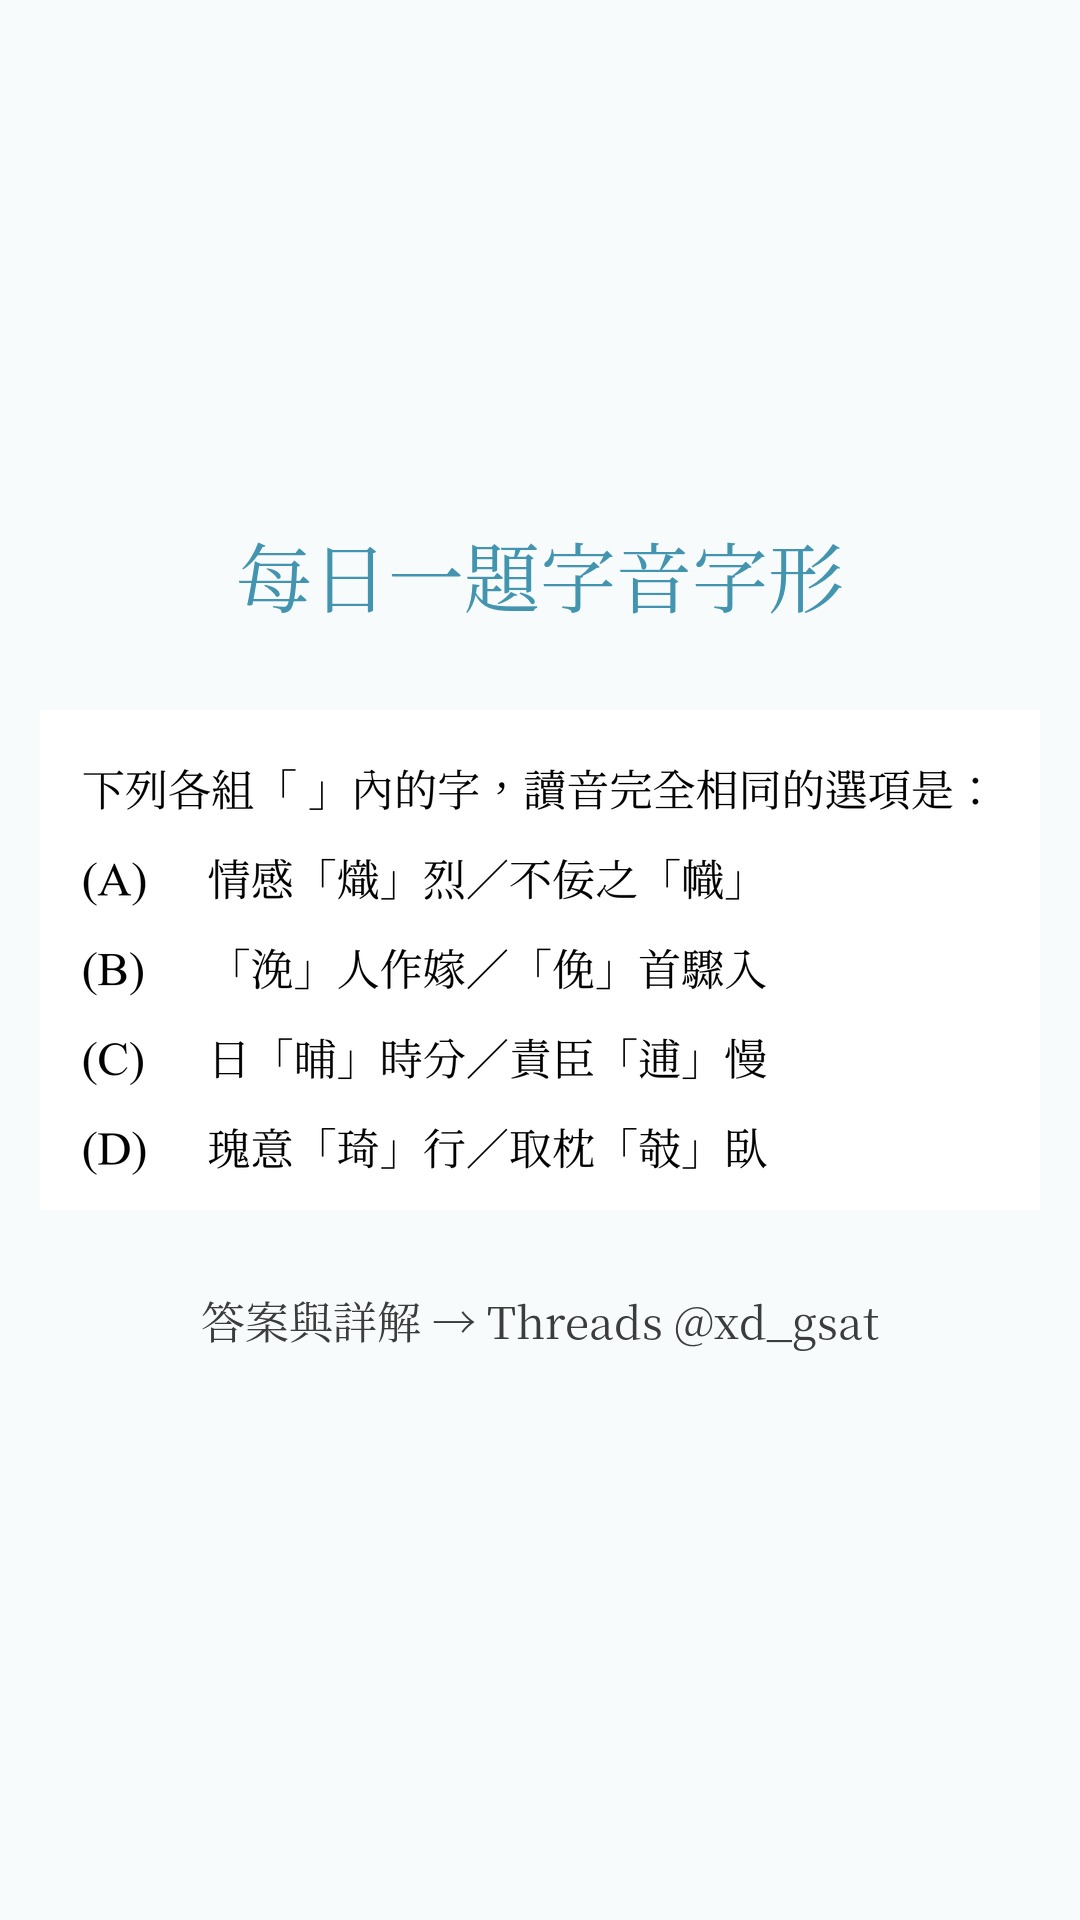 每日一題字音字形
下列各組「 」內的字，讀音完全相同的選項是：
(A) 情感「熾」烈／不佞之「幟」
(B) 「浼」人作嫁／「俛」首驟入
(C) 日「晡」時分／責臣「逋」慢
(D) 瑰意「琦」行／取枕「攲」臥
答案與詳解 → Threads @xd_gsat